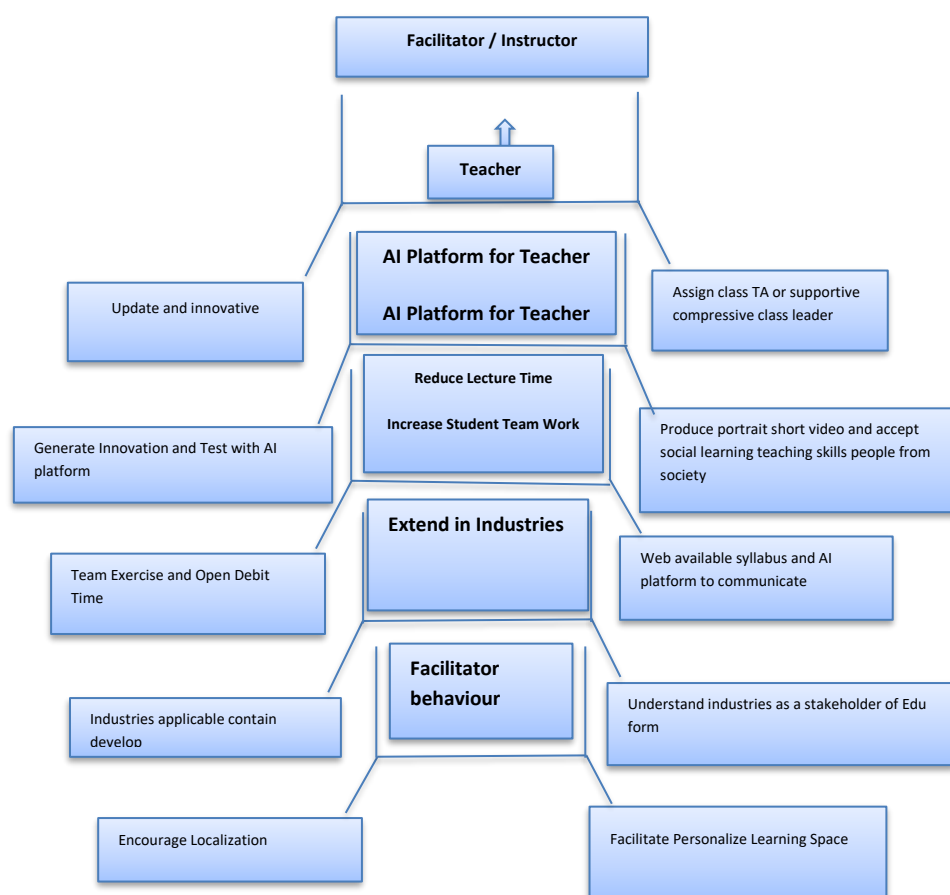 Facilitator / Instructor
Teacher
AI Platform for Teacher
AI Platform for Teacher
Update and innovative
Assign class TA or supportive
compressive class leader
Reduce Lecture Time
Increase Student Team Work
Generate Innovation and Test with AI
platform
Produce portrait short video and accept
social learning teaching skills people from
society
Extend in Industries
Team Exercise and Open Debit
Time
Web available syllabus and AI
platform to communicate
Facilitator
behaviour
Industries applicable contain
develop
Understand industries as a stakeholder of Edu
form
Encourage Localization
Facilitate Personalize Learning Space